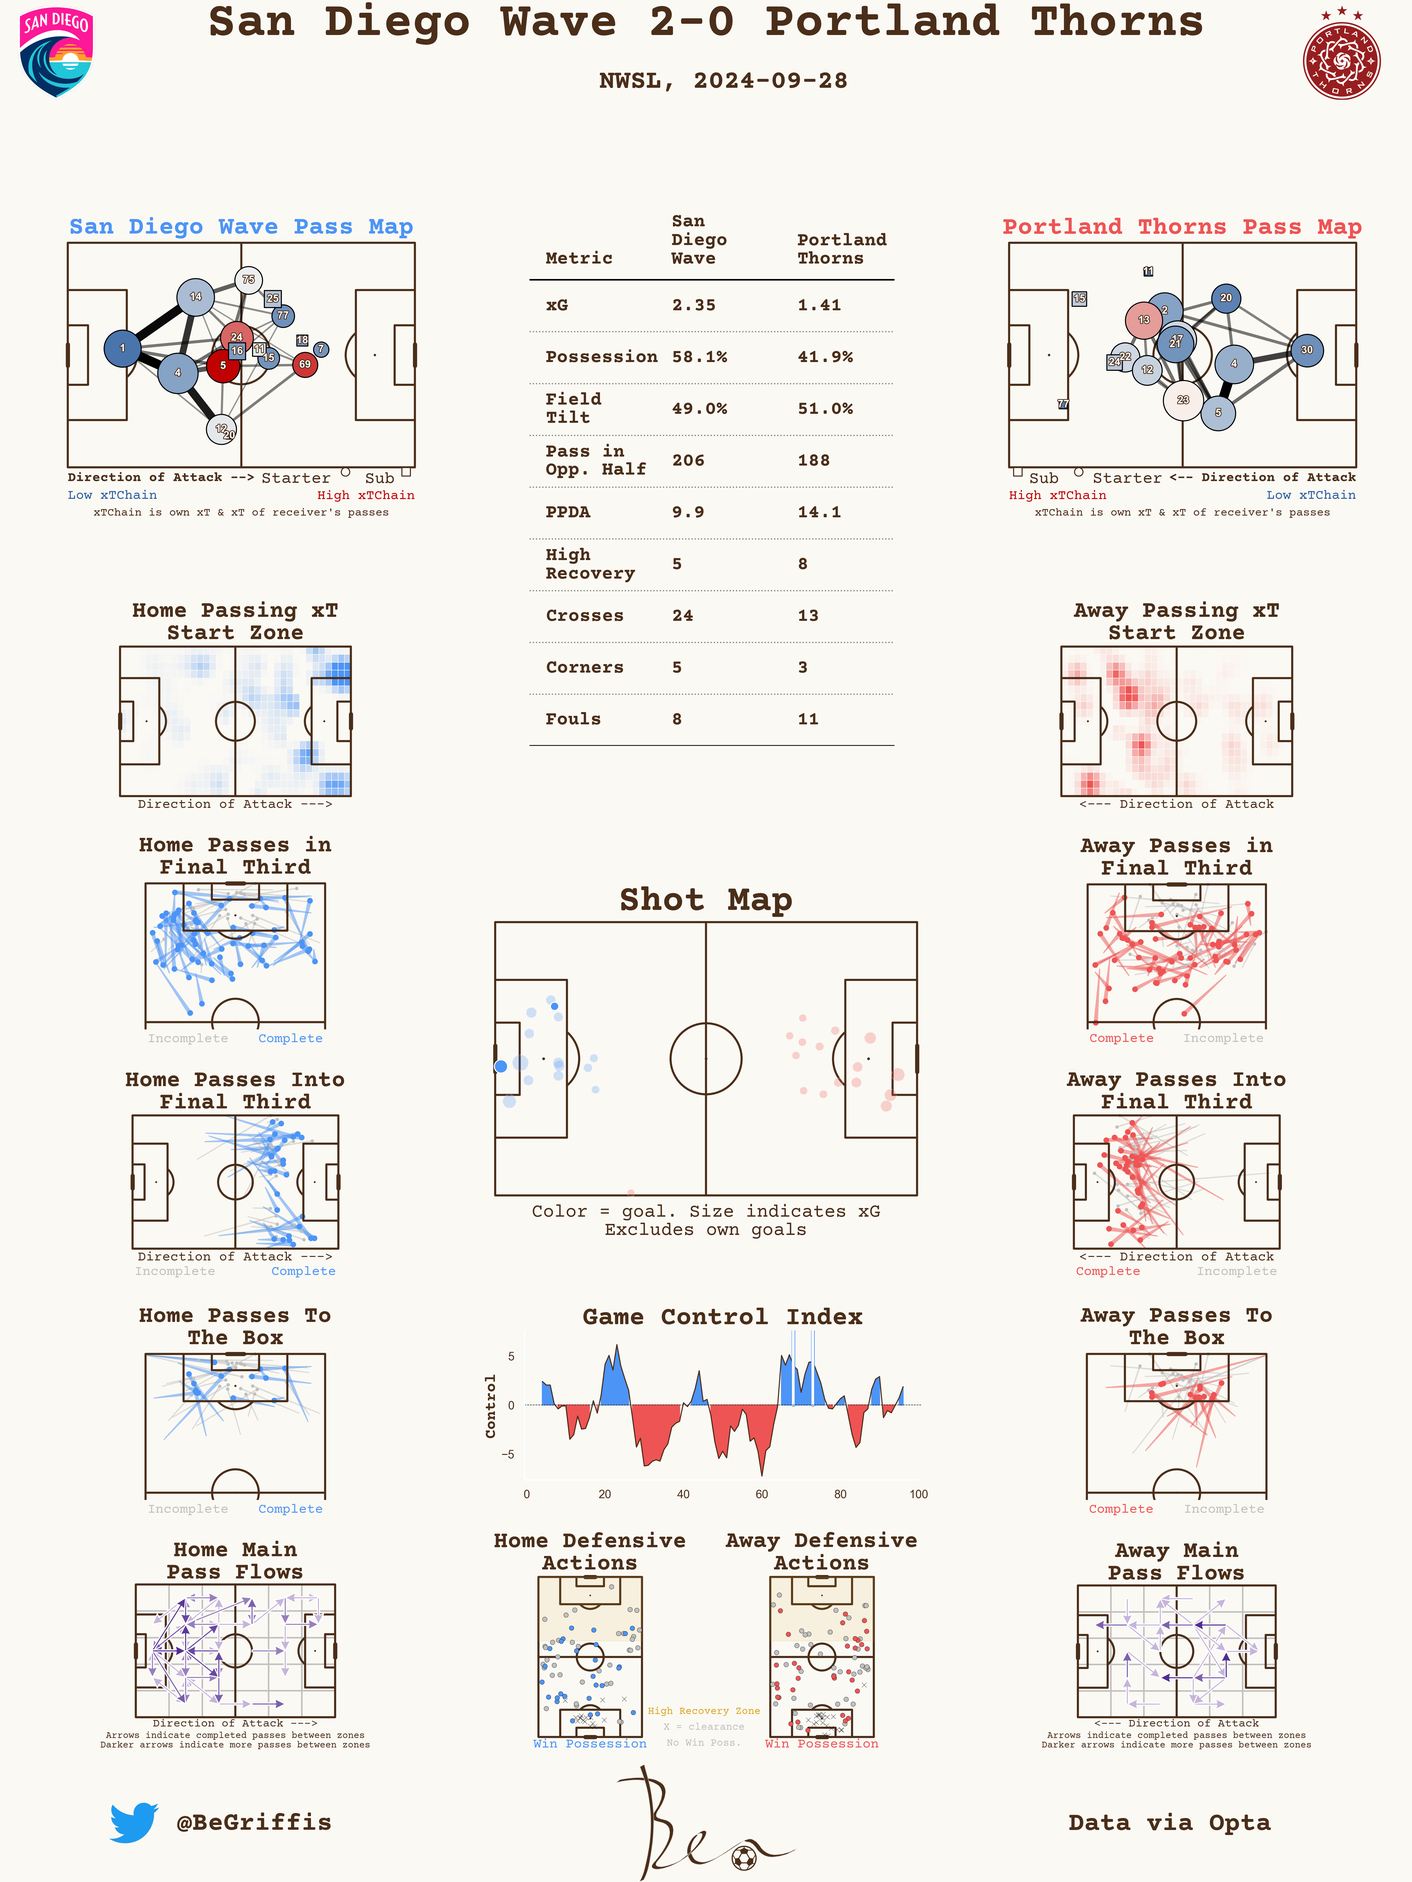 San Diego Wave 2-0 Portland Thorns
NWSL, 2024-09-28
SAN DIEGO
PORTLAND
THORNS
San Diego Wave Pass Map
1
14
4
75
25
77
24
16
11
15
18
7
5
69
12
20
Direction of Attack --> Starter Sub
Low xTChain High xTChain
xTChain is own xT & xT of receiver's passes
Metric San Diego Wave Portland Thorns
xG 2.35 1.41
Possession 58.1% 41.9%
Field Tilt 49.0% 51.0%
Pass in Opp. Half 206 188
PPDA 9.9 14.1
High Recovery 5 8
Crosses 24 13
Corners 5 3
Fouls 8 11
Portland Thorns Pass Map
11
15
2
20
13
17
21
22
24
12
4
30
23
5
77
Sub Starter <-- Direction of Attack
High xTChain Low xTChain
xTChain is own xT & xT of receiver's passes
Home Passing xT
Start Zone
Direction of Attack --->
Away Passing xT
Start Zone
<--- Direction of Attack
Home Passes in
Final Third
Incomplete Complete
Away Passes in
Final Third
Complete Incomplete
Shot Map
Color = goal. Size indicates xG
Excludes own goals
Home Passes Into
Final Third
Direction of Attack --->
Incomplete Complete
Away Passes Into
Final Third
<--- Direction of Attack
Complete Incomplete
Home Passes To
The Box
Incomplete Complete
Game Control Index
Control
5
0
−5
0 20 40 60 80 100
Away Passes To
The Box
Complete Incomplete
Home Main
Pass Flows
Direction of Attack --->
Arrows indicate completed passes between zones
Darker arrows indicate more passes between zones
Home Defensive
Actions
Win Possession
Away Defensive
Actions
Win Possession
High Recovery Zone
X = clearance
No Win Poss.
Away Main
Pass Flows
<--- Direction of Attack
Arrows indicate completed passes between zones
Darker arrows indicate more passes between zones
@BeGriffis
Ben
Data via Opta